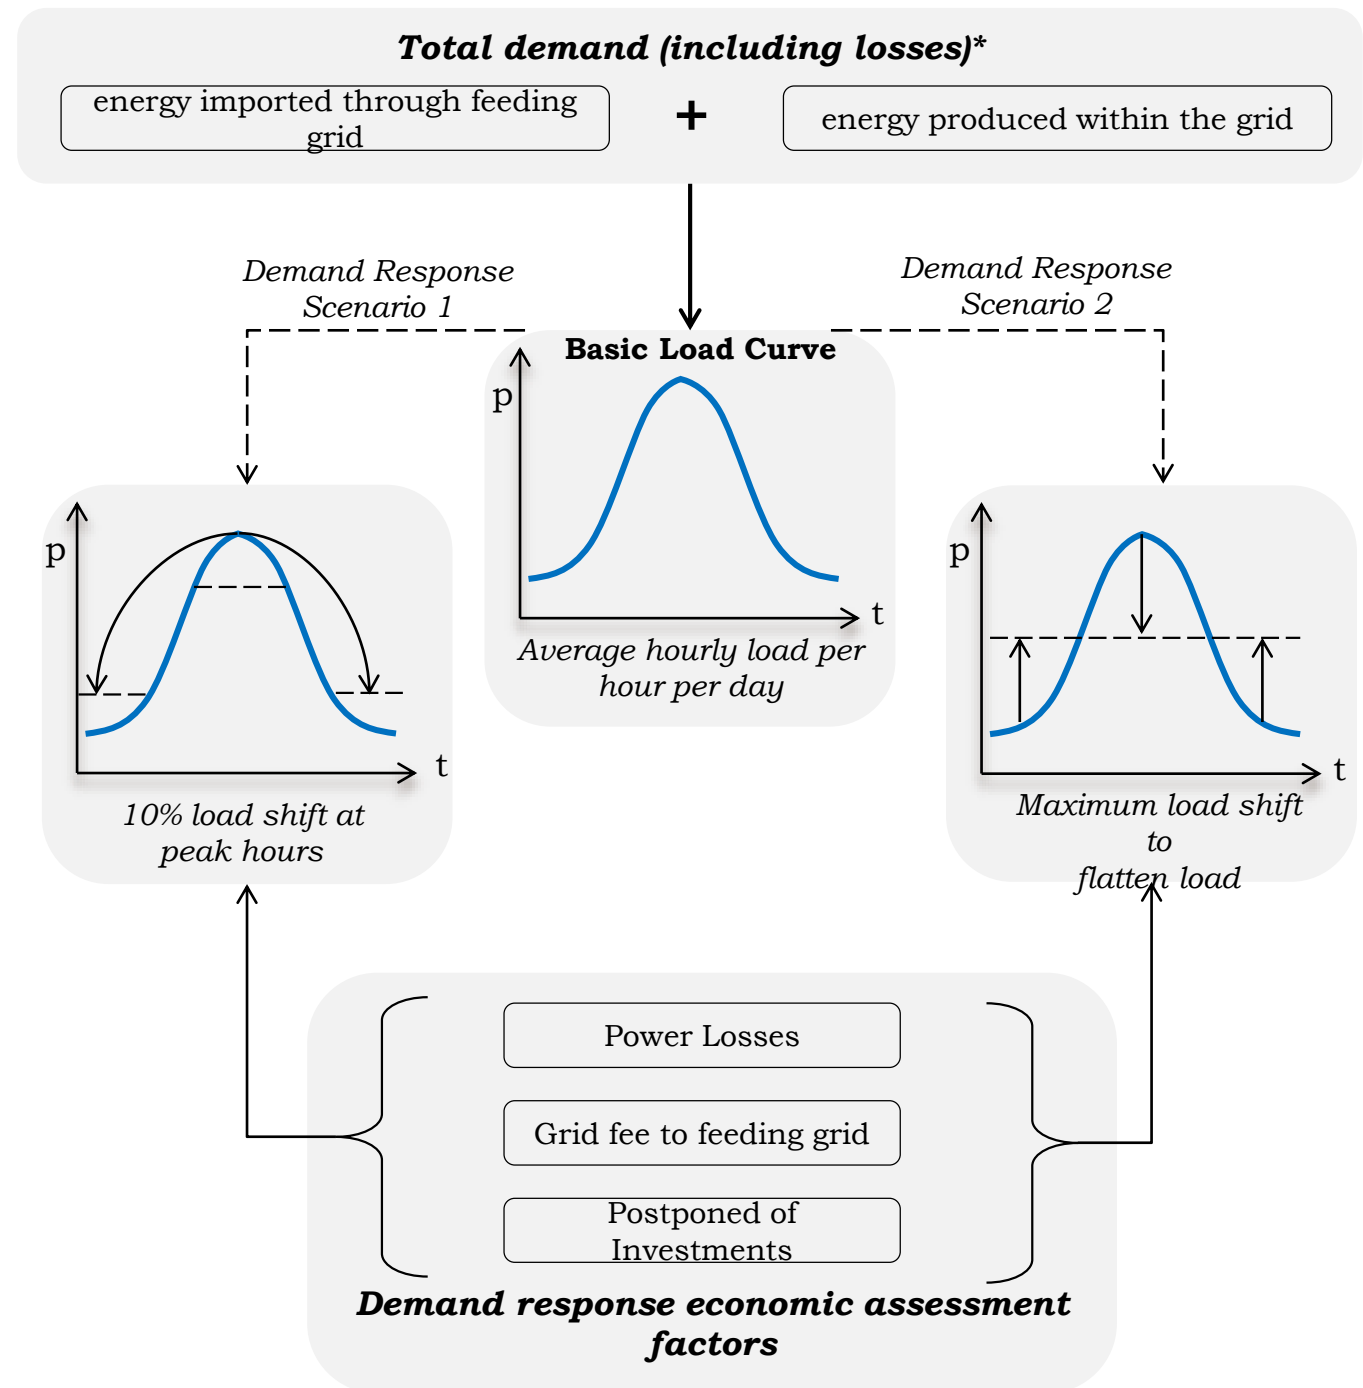 Total demand (including losses)*
energy imported through feeding
grid
+
energy produced within the grid
Demand Response
Scenario 1
Demand Response
Scenario 2
Basic Load Curve
p
t
Average hourly load per
hour per day
p
t
10% load shift at
peak hours
p
t
Maximum load shift
to
flatten load
Power Losses
Grid fee to feeding grid
Postponed of
Investments
Demand response economic assessment
factors